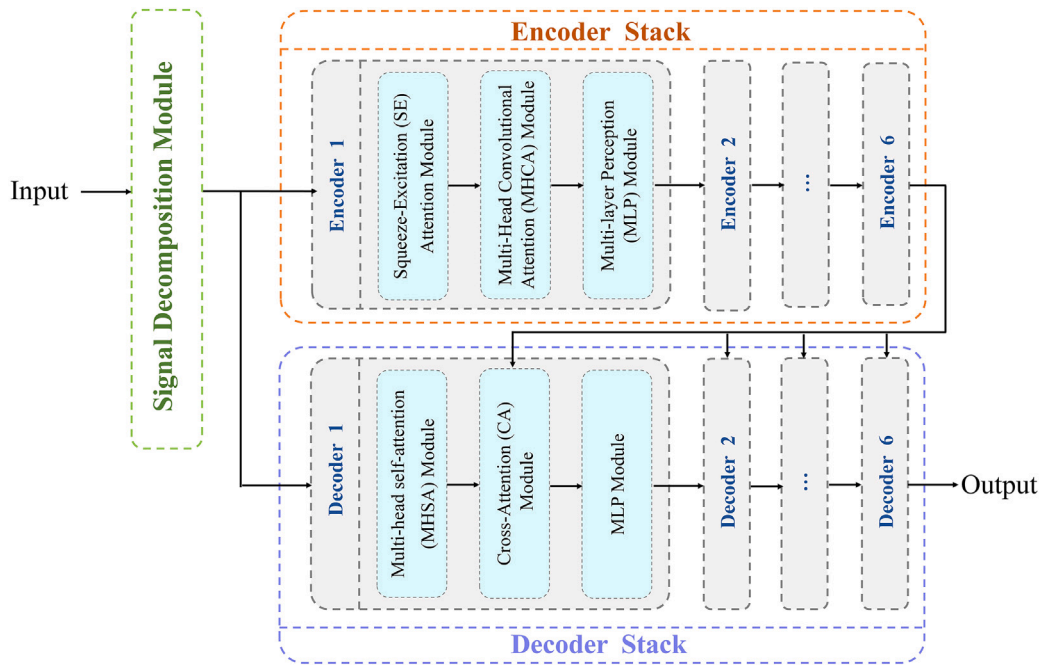 Input
Signal Decomposition Module
Encoder Stack
Encoder 1
Squeeze-Excitation (SE)
Attention Module
Multi-Head Convolutional
Attention (MHCA) Module
Multi-layer Perception
(MLP) Module
Encoder 2
...
Encoder 6
Decoder 1
Multi-head self-attention
(MHSA) Module
Cross-Attention (CA)
Module
MLP Module
Decoder 2
...
Decoder 6
Output
Decoder Stack